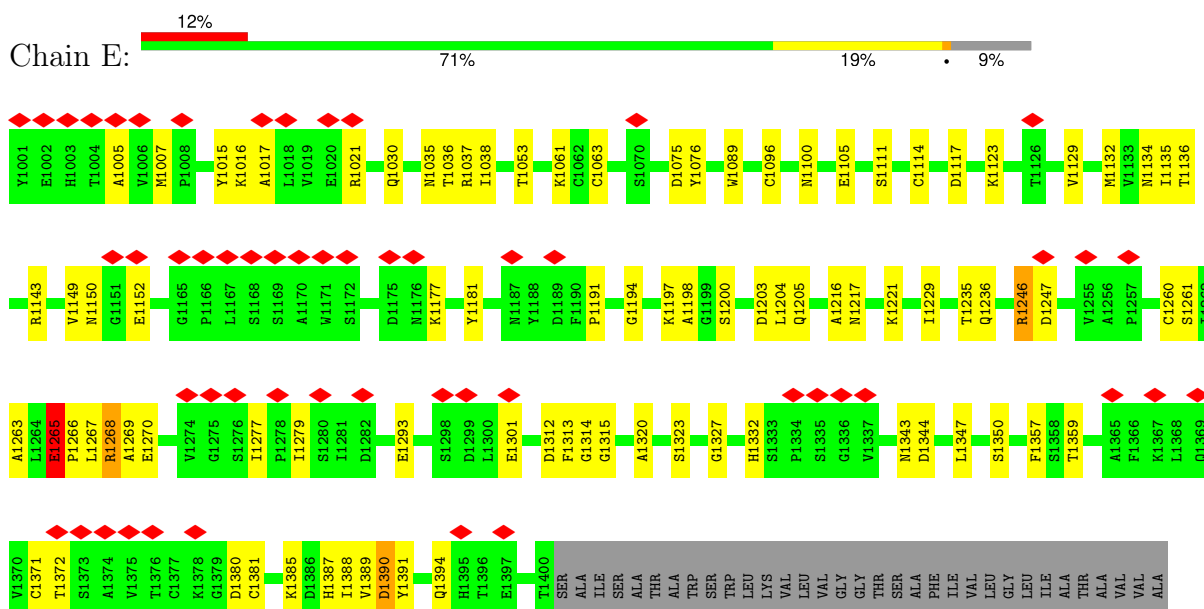 12%
Chain E:
71% 19% • 9%
Y1001 E1002 H1003 T1004 A1005 V1006 M1007 P1008 Y1015 K1016 A1017 L1018 V1019 E1020 R1021 Q1030 N1035 T1036 R1037 I1038 T1053 K1061 C1062 C1063 S1070 D1075 Y1076 W1089 C1096 N1100 E1105 S1111 C1114 D1117 K1123 T1126 V1129 M1132 V1133 N1134 I1135 T1136
R1143 V1149 N1150 G1151 E1152 G1165 P1166 L1167 S1168 S1169 A1170 W1171 S1172 D1175 N1176 K1177 Y1181 N1187 Y1188 D1189 F1190 P1191 G1194 K1197 A1198 G1199 S1200 D1203 L1204 Q1205 A1216 N1217 K1221 I1229 T1235 Q1236 R1246 D1247 V1255 A1256 P1257 C1260 S1261
A1263 L1264 E1265 P1266 L1267 R1268 A1269 E1270 V1274 G1275 S1276 I1277 P1278 I1279 S1280 I1281 D1282 E1293 S1298 D1299 L1300 E1301 D1312 F1313 G1314 G1315 A1320 S1323 G1327 H1332 S1333 P1334 S1335 G1336 V1337 N1343 D1344 L1347 S1350 F1357 S1358 T1359 A1365 F1366 K1367 L1368 Q1369
V1370 C1371 T1372 S1373 A1374 V1375 T1376 C1377 K1378 G1379 D1380 C1381 K1385 D1386 H1387 I1388 V1389 D1390 Y1391 Q1394 H1395 T1396 E1397 T1400 SER ALA ILE SER ALA THR ALA TRP SER TRP LEU LYS VAL LEU VAL GLY GLY THR SER ALA PHE ILE VAL LEU GLY LEU ILE ALA THR ALA VAL VAL ALA